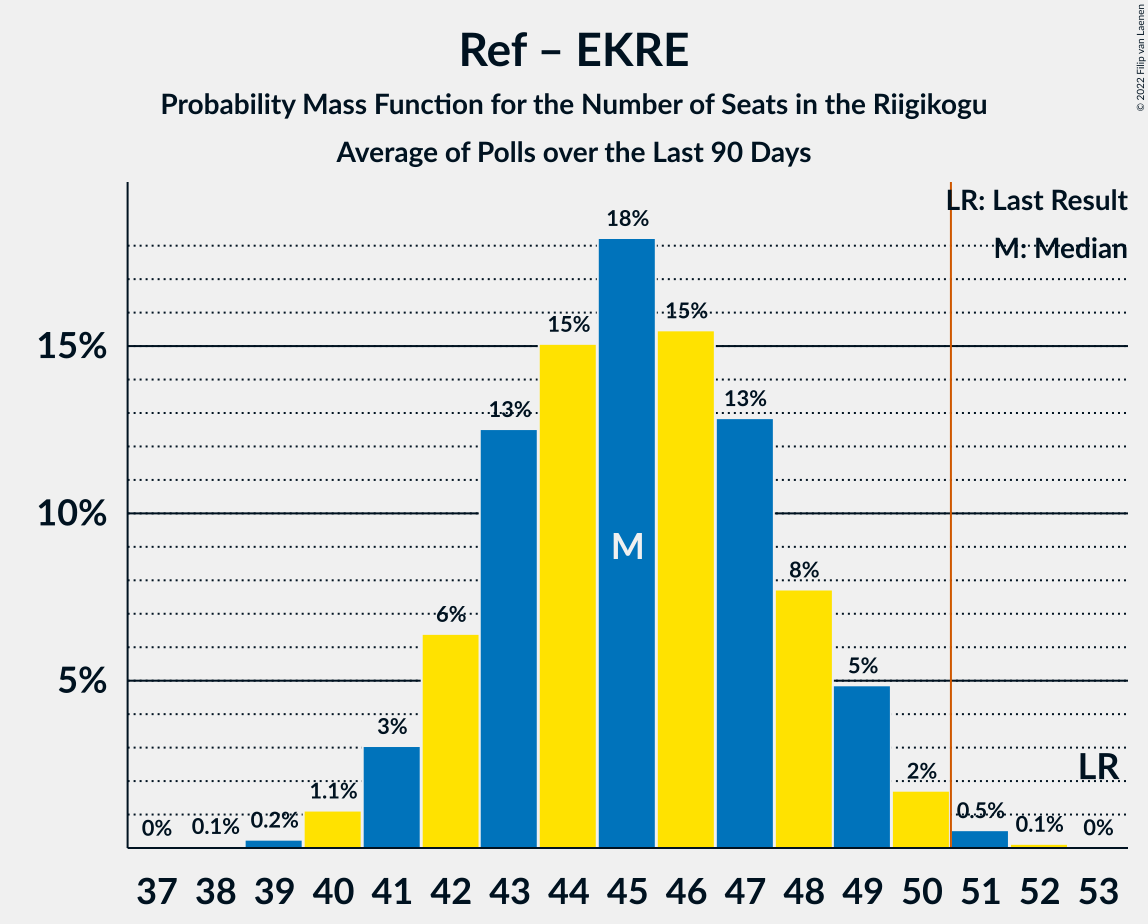 Ref – EKRE
Probability Mass Function for the Number of Seats in the Riigikogu
Average of Polls over the Last 90 Days
© 2022 Filip van Laenen
LR: Last Result
M: Median
15%
10%
5%
0%
0.1%
0.2%
1.1%
3%
6%
13%
15%
18%
15%
13%
8%
5%
2%
0.5%
0.1%
0%
M
LR
37 38 39 40 41 42 43 44 45 46 47 48 49 50 51 52 53